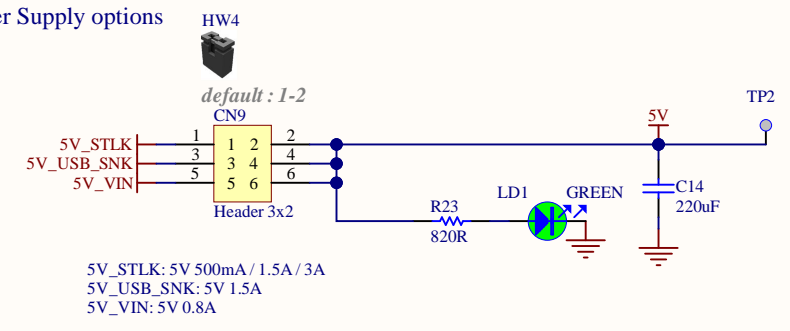 er Supply options
HW4
default : 1-2
CN9
TP2
5V
5V_STLK 1 1 2 2
5V_USB_SNK 3 3 4 4
5V_VIN 5 5 6 6
Header 3x2
R23
820R
LD1
GREEN
C14
220uF
5V_STLK: 5V 500mA / 1.5A / 3A
5V_USB_SNK: 5V 1.5A
5V_VIN: 5V 0.8A